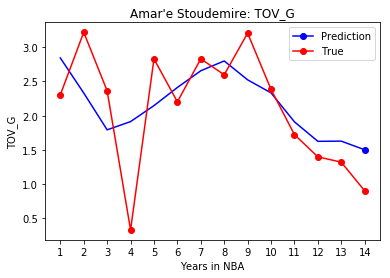 Amar'e Stoudemire: TOV_G
Prediction
True
3.0
2.5
2.0
1.5
1.0
0.5
TOV_G
1 2 3 4 5 6 7 8 9 10 11 12 13 14
Years in NBA